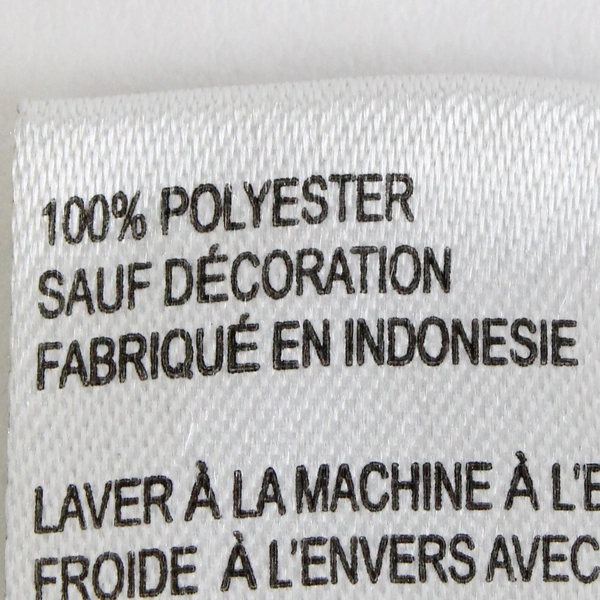 100% POLYESTER
SAUF DÉCORATION
FABRIQUÉ EN INDONESIE
LAVER À LA MACHINE À L'E
FROIDE À L'ENVERS AVEC